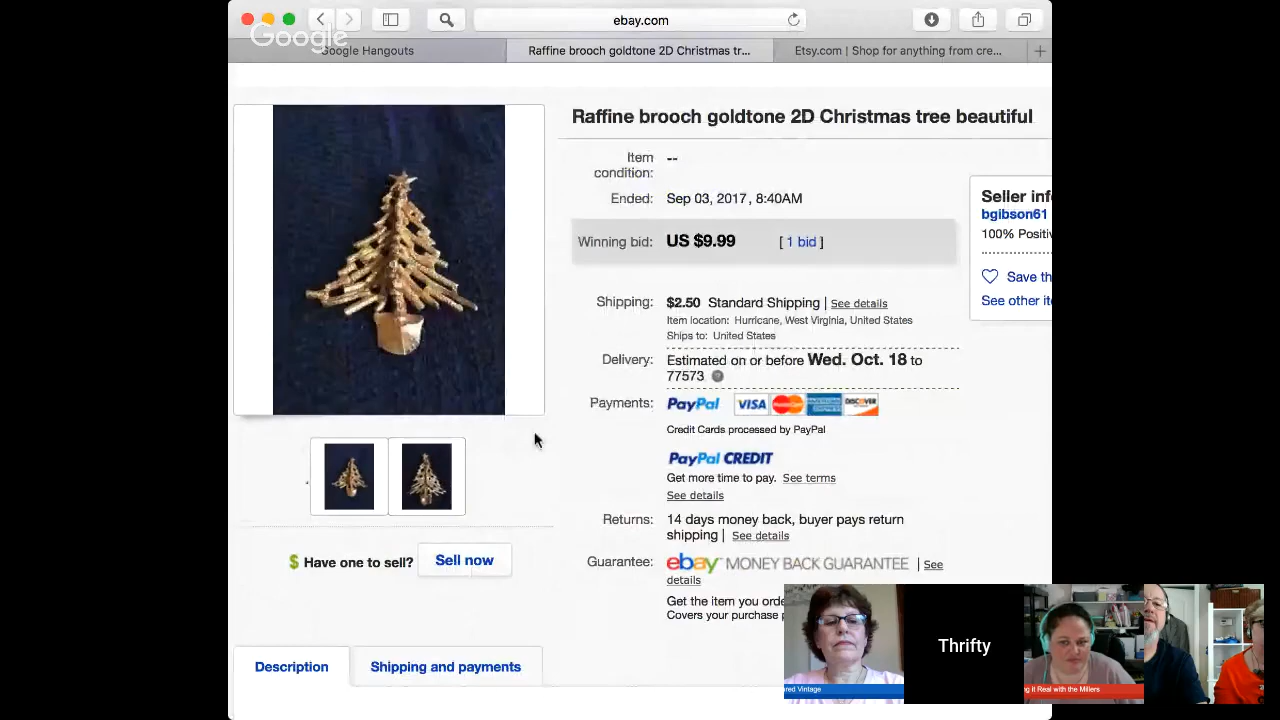 ebay.com
Google
Google Hangouts
Raffine brooch goldtone 2D Christmas tr...
Etsy.com | Shop for anything from cre...
Raffine brooch goldtone 2D Christmas tree beautiful
Item condition: --
Ended: Sep 03, 2017 , 8:40AM
Winning bid: US $9.99 [ 1 bid ]
Shipping: $2.50 Standard Shipping | See details
Item location: Hurricane, West Virginia, United States
Ships to: United States
Delivery: Estimated on or before Wed. Oct. 18 to
77573
Payments: PayPal VISA MasterCard DISCOVER
Credit Cards processed by PayPal
PayPal CREDIT
Get more time to pay. See terms
See details
Returns: 14 days money back, buyer pays return
shipping | See details
Guarantee: ebay MONEY BACK GUARANTEE | See
details
Get the item you orde
Covers your purchase p
Seller inf
bgibson61
100% Positiv
Save th
See other ite
$ Have one to sell? Sell now
Description
Shipping and payments
Thrifty
ared Vintage
ng it Real with the Millers